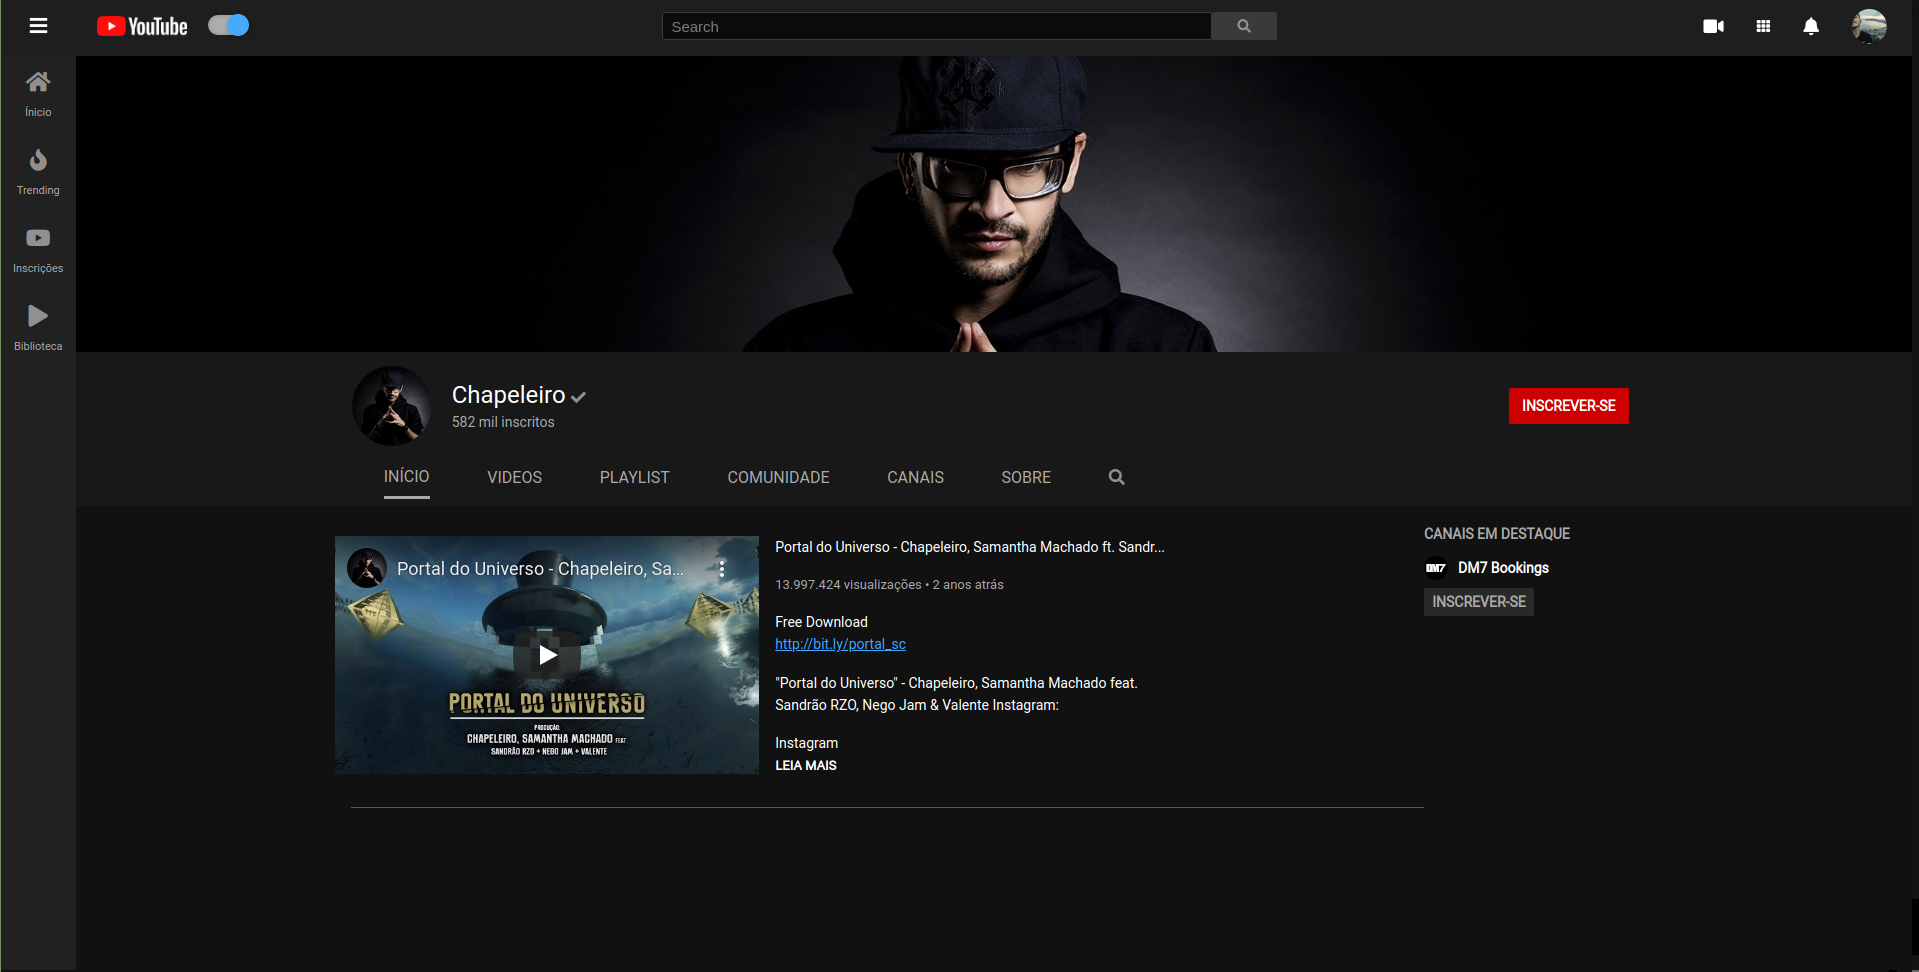 YouTube
Search
Ínicio
Trending
Inscrições
Biblioteca
Chapeleiro
582 mil inscritos
INSCREVER-SE
INÍCIO
VIDEOS
PLAYLIST
COMUNIDADE
CANAIS
SOBRE
Portal do Universo - Chapeleiro, Sa...
PORTAL DO UNIVERSO
PRODUÇÃO:
CHAPELEIRO, SAMANTHA MACHADO FEAT.
SANDRÃO RZO + NEGO JAM + VALENTE
Portal do Universo - Chapeleiro, Samantha Machado ft. Sandr...
13.997.424 visualizações • 2 anos atrás
Free Download
http://bit.ly/portal_sc
"Portal do Universo" - Chapeleiro, Samantha Machado feat.
Sandrão RZO, Nego Jam & Valente Instagram:
Instagram
LEIA MAIS
CANAIS EM DESTAQUE
DM7
DM7 Bookings
INSCREVER-SE